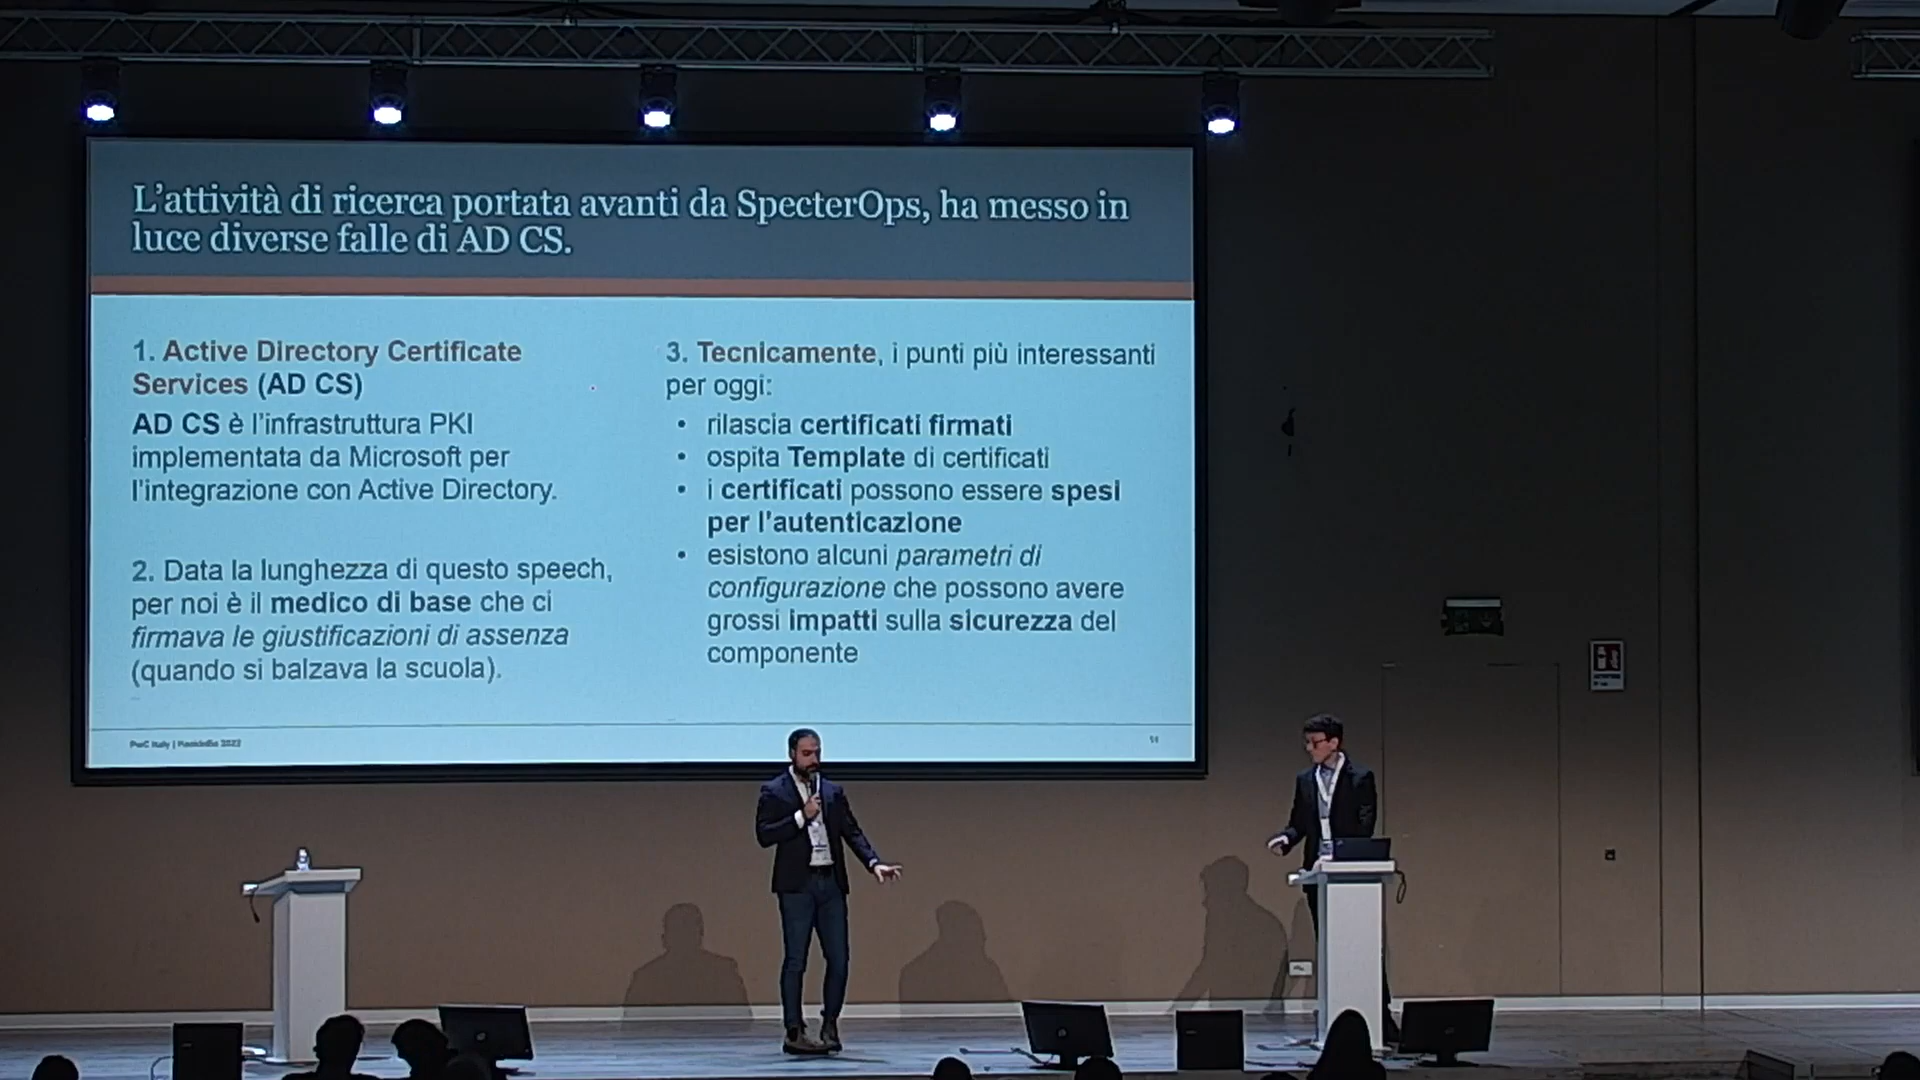 L'attività di ricerca portata avanti da SpecterOps, ha messo in
luce diverse falle di AD CS.
1. Active Directory Certificate
Services (AD CS)
AD CS è l'infrastruttura PKI
implementata da Microsoft per
l'integrazione con Active Directory.
2. Data la lunghezza di questo speech,
per noi è il medico di base che ci
firmava le giustificazioni di assenza
(quando si balzava la scuola).
3. Tecnicamente, i punti più interessanti
per oggi:
• rilascia certificati firmati
• ospita Template di certificati
• i certificati possono essere spesi
per l'autenticazione
• esistono alcuni parametri di
configurazione che possono avere
grossi impatti sulla sicurezza del
componente
PwC Italy |